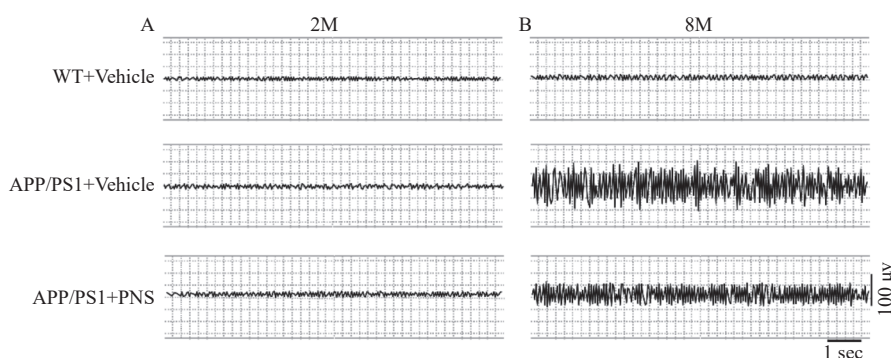 A 2M B 8M
WT+Vehicle
APP/PS1+Vehicle
APP/PS1+PNS
100 μv
1 sec